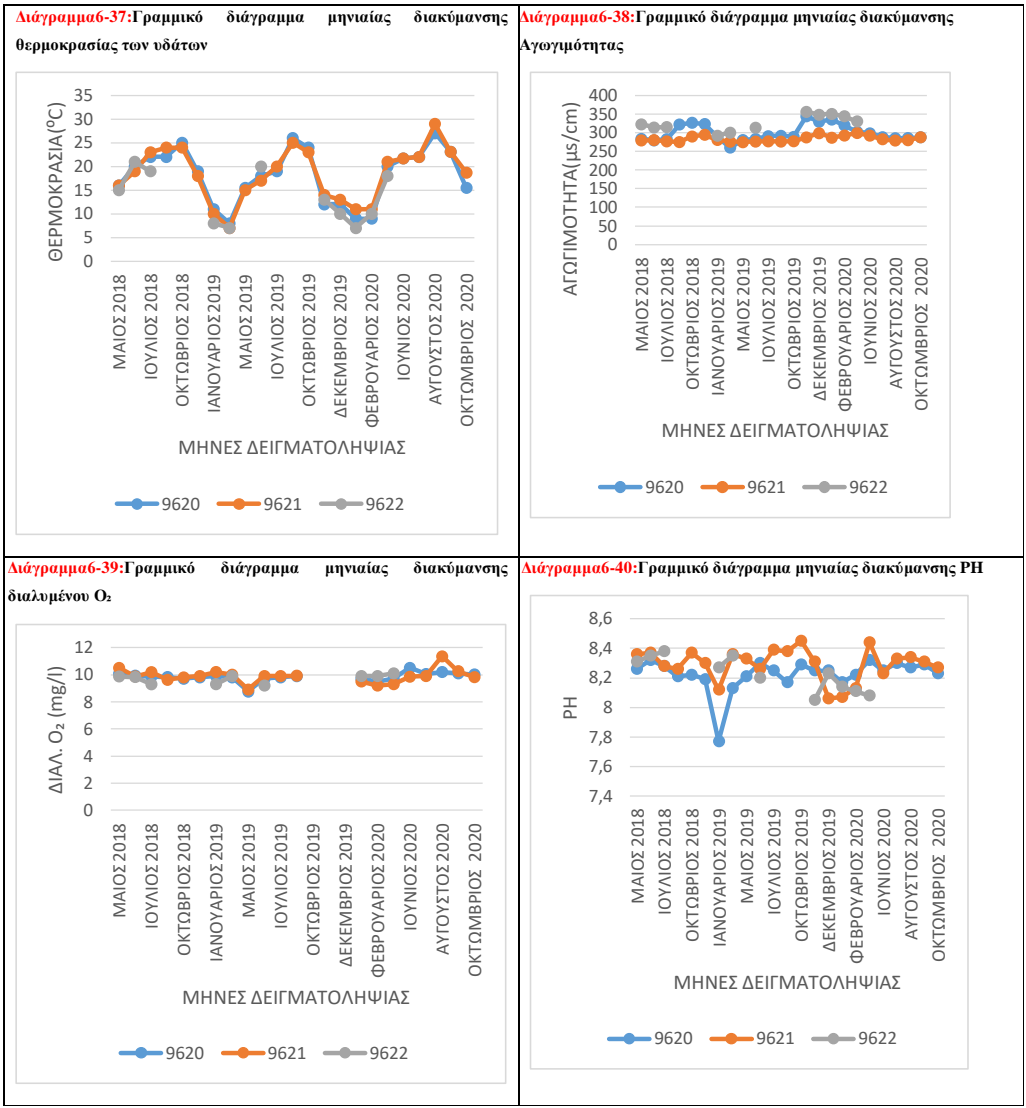 Διάγραμμα6-37:Γραμμικό διάγραμμα μηνιαίας διακύμανσης
θερμοκρασίας των υδάτων
ΘΕΡΜΟΚΡΑΣΙΑ(⁰C)
35
30
25
20
15
10
5
0
ΜΑΙΟΣ 2018
ΙΟΥΛΙΟΣ 2018
ΟΚΤΩΒΡΙΟΣ 2018
ΙΑΝΟΥΑΡΙΟΣ 2019
ΜΑΙΟΣ 2019
ΙΟΥΛΙΟΣ 2019
ΟΚΤΩΒΡΙΟΣ 2019
ΔΕΚΕΜΒΡΙΟΣ 2019
ΦΕΒΡΟΥΑΡΙΟΣ 2020
ΙΟΥΝΙΟΣ 2020
ΑΥΓΟΥΣΤΟΣ 2020
ΟΚΤΩΜΒΡΙΟΣ 2020
ΜΗΝΕΣ ΔΕΙΓΜΑΤΟΛΗΨΙΑΣ
9620 9621 9622
Διάγραμμα6-38:Γραμμικό διάγραμμα μηνιαίας διακύμανσης
Αγωγιμότητας
ΑΓΩΓΙΜΟΤΗΤΑ(μs/cm)
400
350
300
250
200
150
100
50
0
ΜΑΙΟΣ 2018
ΙΟΥΛΙΟΣ 2018
ΟΚΤΩΒΡΙΟΣ 2018
ΙΑΝΟΥΑΡΙΟΣ 2019
ΜΑΙΟΣ 2019
ΙΟΥΛΙΟΣ 2019
ΟΚΤΩΒΡΙΟΣ 2019
ΔΕΚΕΜΒΡΙΟΣ 2019
ΦΕΒΡΟΥΑΡΙΟΣ 2020
ΙΟΥΝΙΟΣ 2020
ΑΥΓΟΥΣΤΟΣ 2020
ΟΚΤΩΜΒΡΙΟΣ 2020
ΜΗΝΕΣ ΔΕΙΓΜΑΤΟΛΗΨΙΑΣ
9620 9621 9622
Διάγραμμα6-39:Γραμμικό διάγραμμα μηνιαίας διακύμανσης
διαλυμένου O₂
ΔΙΑΛ. O₂ (mg/l)
12
10
8
6
4
2
0
ΜΑΙΟΣ 2018
ΙΟΥΛΙΟΣ 2018
ΟΚΤΩΒΡΙΟΣ 2018
ΙΑΝΟΥΑΡΙΟΣ 2019
ΜΑΙΟΣ 2019
ΙΟΥΛΙΟΣ 2019
ΟΚΤΩΒΡΙΟΣ 2019
ΔΕΚΕΜΒΡΙΟΣ 2019
ΦΕΒΡΟΥΑΡΙΟΣ 2020
ΙΟΥΝΙΟΣ 2020
ΑΥΓΟΥΣΤΟΣ 2020
ΟΚΤΩΜΒΡΙΟΣ 2020
ΜΗΝΕΣ ΔΕΙΓΜΑΤΟΛΗΨΙΑΣ
9620 9621 9622
Διάγραμμα6-40:Γραμμικό διάγραμμα μηνιαίας διακύμανσης PH
PH
8,6
8,4
8,2
8
7,8
7,6
7,4
ΜΑΙΟΣ 2018
ΙΟΥΛΙΟΣ 2018
ΟΚΤΩΒΡΙΟΣ 2018
ΙΑΝΟΥΑΡΙΟΣ 2019
ΜΑΙΟΣ 2019
ΙΟΥΛΙΟΣ 2019
ΟΚΤΩΒΡΙΟΣ 2019
ΔΕΚΕΜΒΡΙΟΣ 2019
ΦΕΒΡΟΥΑΡΙΟΣ 2020
ΙΟΥΝΙΟΣ 2020
ΑΥΓΟΥΣΤΟΣ 2020
ΟΚΤΩΜΒΡΙΟΣ 2020
ΜΗΝΕΣ ΔΕΙΓΜΑΤΟΛΗΨΙΑΣ
9620 9621 9622